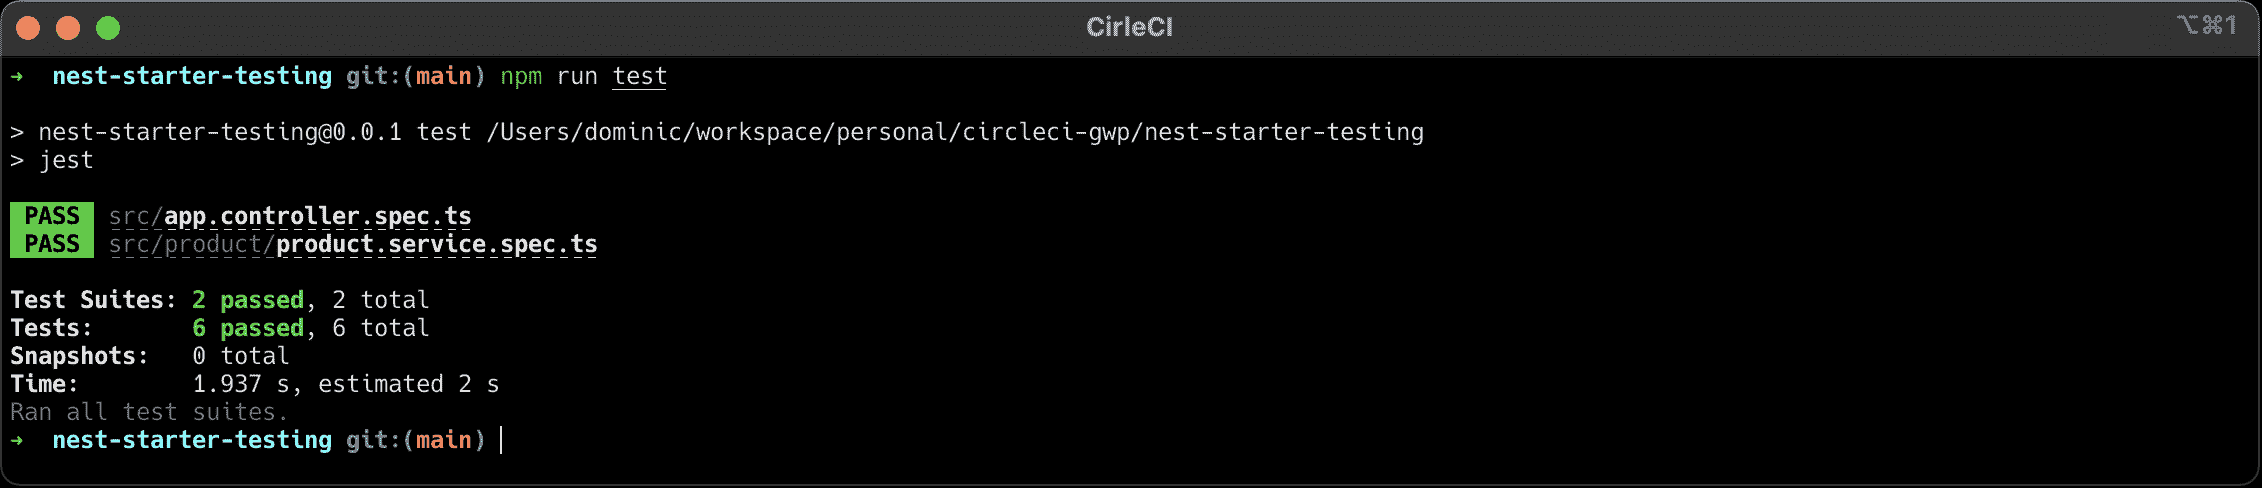 CirleCI
⌥⌘1
➜  nest-starter-testing git:(main) npm run test
> nest-starter-testing@0.0.1 test /Users/dominic/workspace/personal/circleci-gwp/nest-starter-testing
> jest
PASS src/app.controller.spec.ts
PASS src/product/product.service.spec.ts
Test Suites: 2 passed, 2 total
Tests:       6 passed, 6 total
Snapshots:   0 total
Time:        1.937 s, estimated 2 s
Ran all test suites.
➜  nest-starter-testing git:(main)